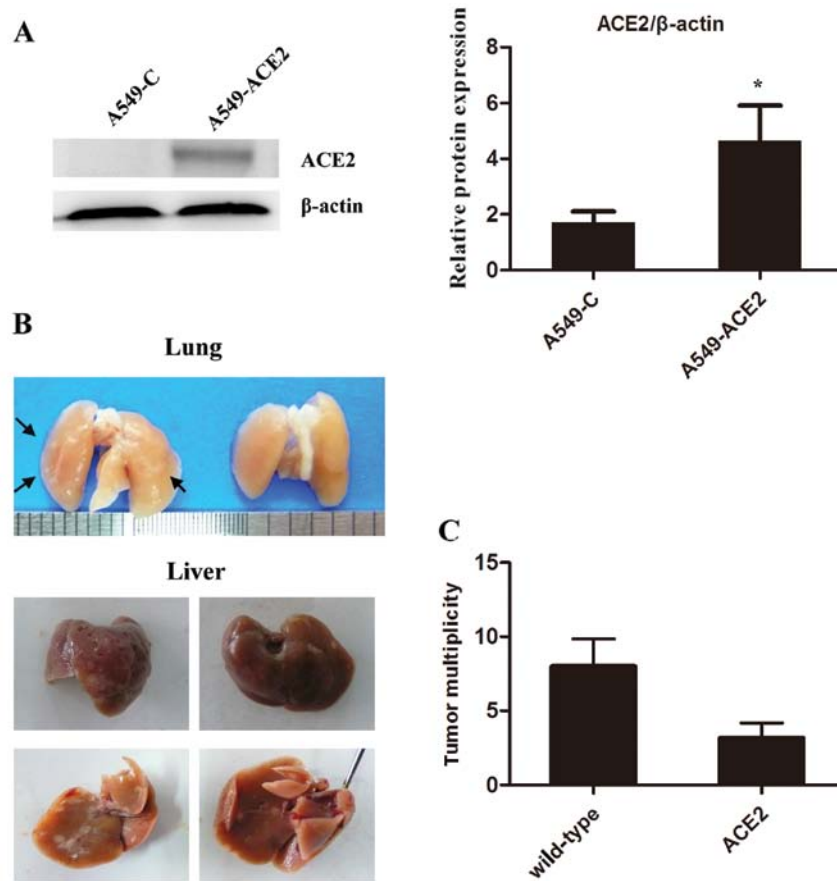 A
A549-C
A549-ACE2
ACE2
β-actin
ACE2/β-actin
Relative protein expression
8
6
4
2
0
*
A549-C
A549-ACE2
B
Lung
Liver
C
Tumor multiplicity
15
10
5
0
wild-type
ACE2